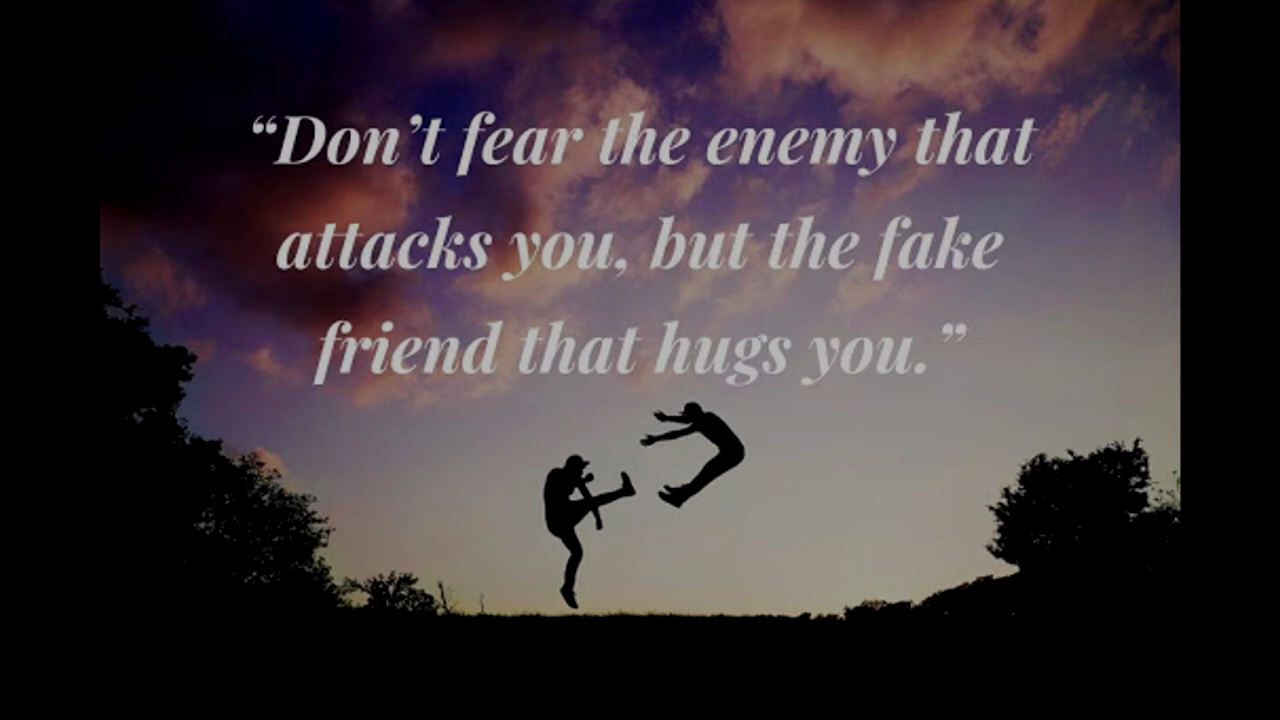 “Don’t fear the enemy that
attacks you, but the fake
friend that hugs you.”